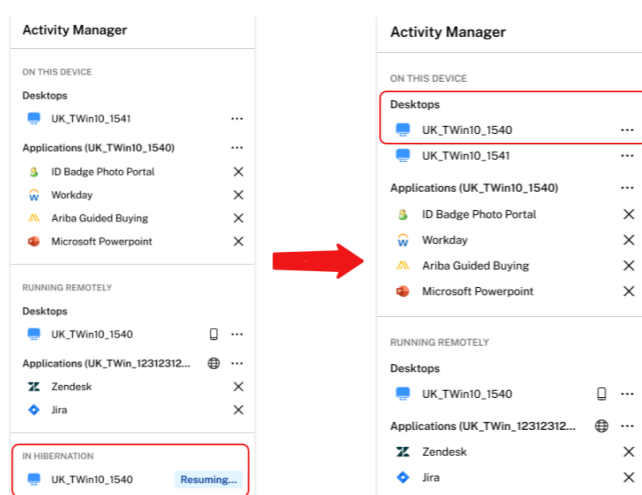 Activity Manager
ON THIS DEVICE
Desktops
UK_TWin10_1541
Applications (UK_TWin10_1540)
ID Badge Photo Portal
Workday
Ariba Guided Buying
Microsoft Powerpoint
RUNNING REMOTELY
Desktops
UK_TWin10_1540
Applications (UK_TWin_12312312...
Zendesk
Jira
IN HIBERNATION
UK_TWin10_1540 Resuming...
Activity Manager
ON THIS DEVICE
Desktops
UK_TWin10_1540
UK_TWin10_1541
Applications (UK_TWin10_1540)
ID Badge Photo Portal
Workday
Ariba Guided Buying
Microsoft Powerpoint
RUNNING REMOTELY
Desktops
UK_TWin10_1540
Applications (UK_TWin_12312312...
Zendesk
Jira